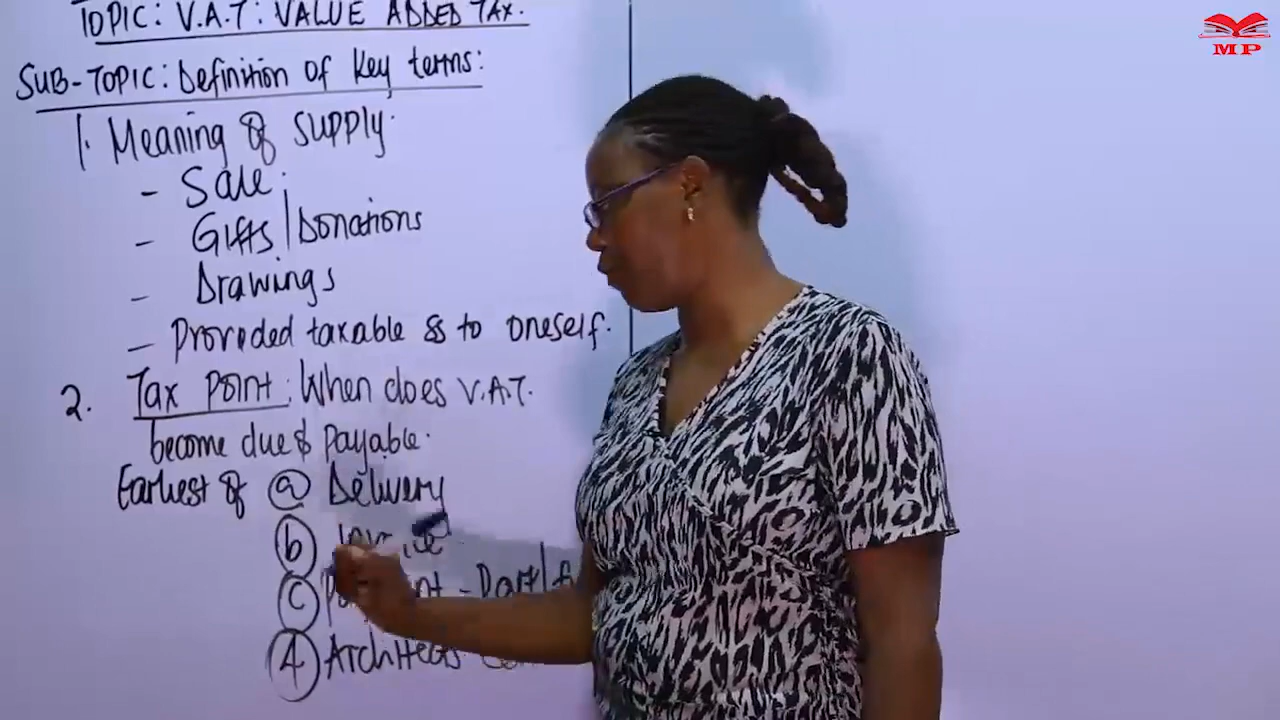 TOPIC: V.A.T: VALUE ADDED TAX.
SUB-TOPIC: Definition of Key terms:
1. Meaning of supply.
- Sale.
- Gifts/Donations
- Drawings
- Provided taxable to oneself.
2. Tax Point: When does V.A.T.
become due & payable.
Earliest of (a) Delivery
(b)
(c) - Part/
(4) Architects
MP